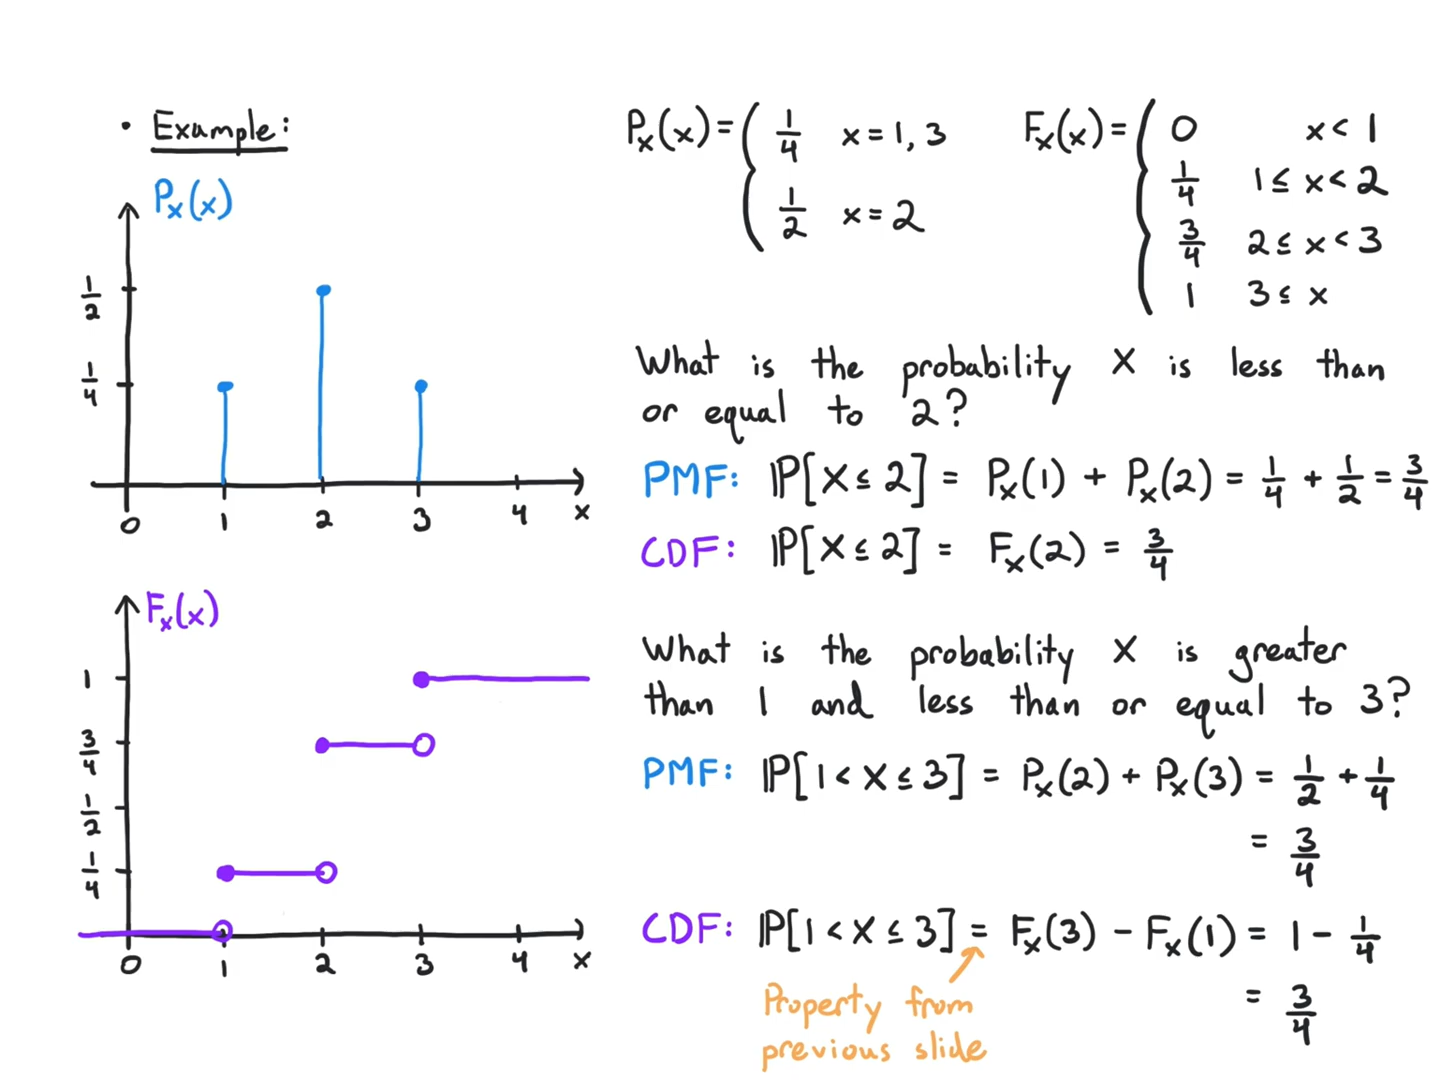 • Example:
Pₓ(x)
1/2
1/4
0 1 2 3 4 x
Fₓ(x)
1
3/4
1/2
1/4
0 1 2 3 4 x
Pₓ(x) = { 1/4 x = 1, 3
1/2 x = 2
Fₓ(x) = { 0 x < 1
1/4 1 ≤ x < 2
3/4 2 ≤ x < 3
1 3 ≤ x
What is the probability X is less than
or equal to 2?
PMF: ℙ[X ≤ 2] = Pₓ(1) + Pₓ(2) = 1/4 + 1/2 = 3/4
CDF: ℙ[X ≤ 2] = Fₓ(2) = 3/4
What is the probability X is greater
than 1 and less than or equal to 3?
PMF: ℙ[1 < X ≤ 3] = Pₓ(2) + Pₓ(3) = 1/2 + 1/4
= 3/4
CDF: ℙ[1 < X ≤ 3] = Fₓ(3) − Fₓ(1) = 1 − 1/4
= 3/4
Property from
previous slide